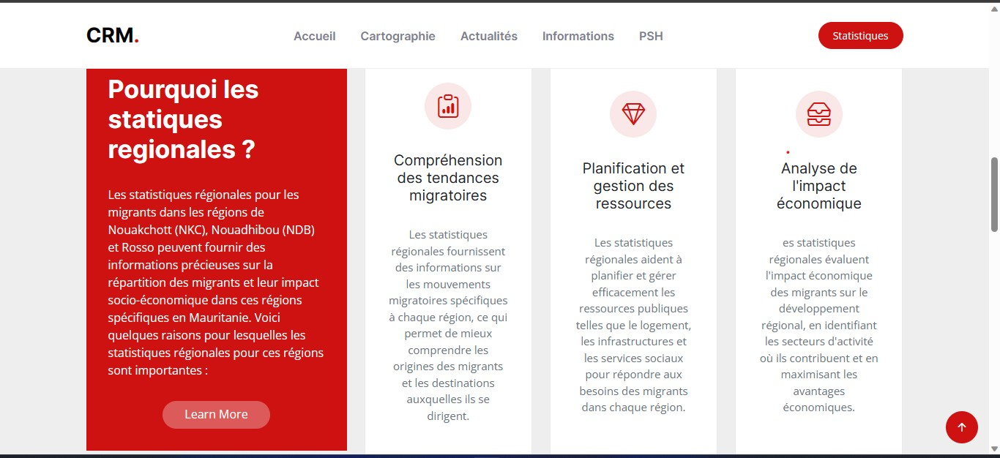 CRM.
Accueil
Cartographie
Actualités
Informations
PSH
Statistiques
Pourquoi les
statiques
regionales ?
Les statistiques régionales pour les
migrants dans les régions de
Nouakchott (NKC), Nouadhibou (NDB)
et Rosso peuvent fournir des
informations précieuses sur la
répartition des migrants et leur impact
socio-économique dans ces régions
spécifiques en Mauritanie. Voici
quelques raisons pour lesquelles les
statistiques régionales pour ces régions
sont importantes :
Learn More
Compréhension
des tendances
migratoires
Les statistiques
régionales fournissent
des informations sur
les mouvements
migratoires spécifiques
à chaque région, ce qui
permet de mieux
comprendre les
origines des migrants
et les destinations
auxquelles ils se
dirigent.
Planification et
gestion des
ressources
Les statistiques
régionales aident à
planifier et gérer
efficacement les
ressources publiques
telles que le logement,
les infrastructures et
les services sociaux
pour répondre aux
besoins des migrants
dans chaque région.
Analyse de
l'impact
économique
es statistiques
régionales évaluent
l'impact économique
des migrants sur le
développement
régional, en identifiant
les secteurs d'activité
où ils contribuent et en
maximisant les
avantages
économiques.